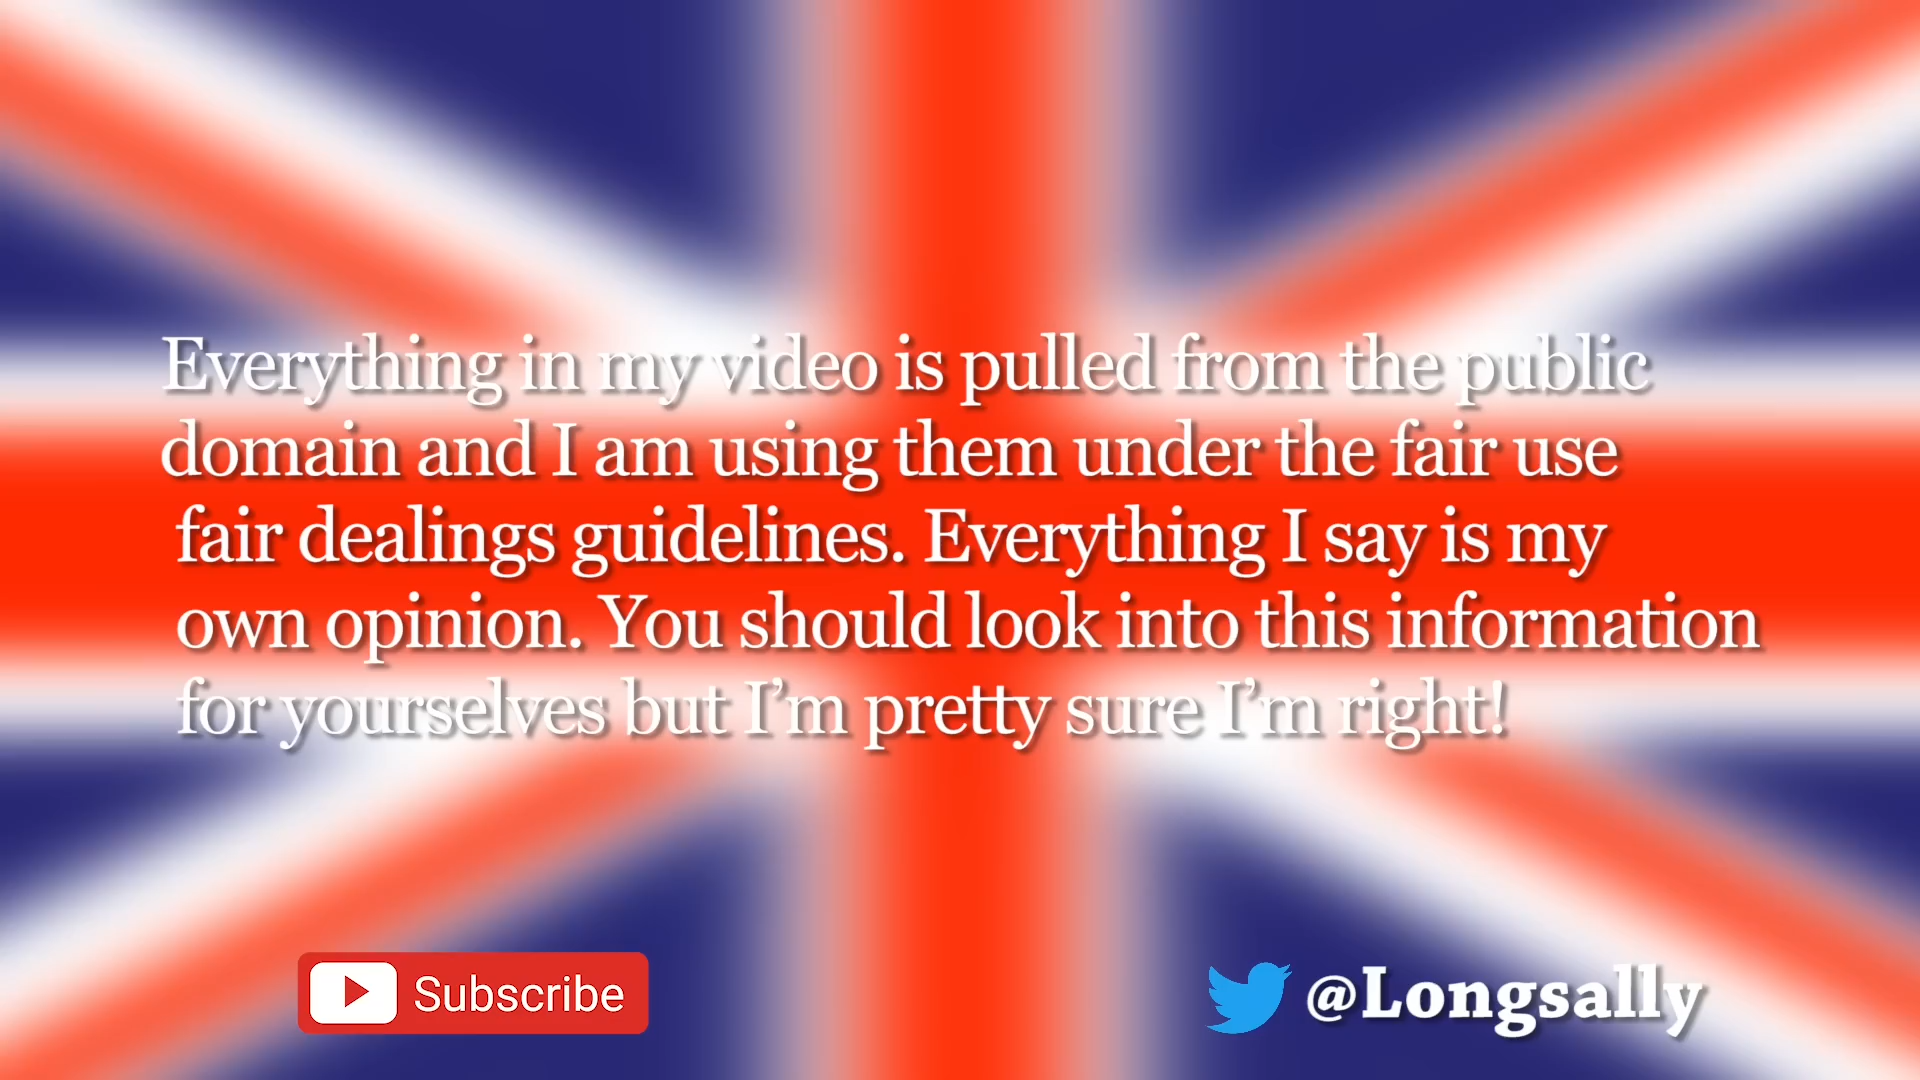 Everything in my video is pulled from the public
domain and I am using them under the fair use
fair dealings guidelines. Everything I say is my
own opinion. You should look into this information
for yourselves but I’m pretty sure I’m right!
Subscribe
@Longsally